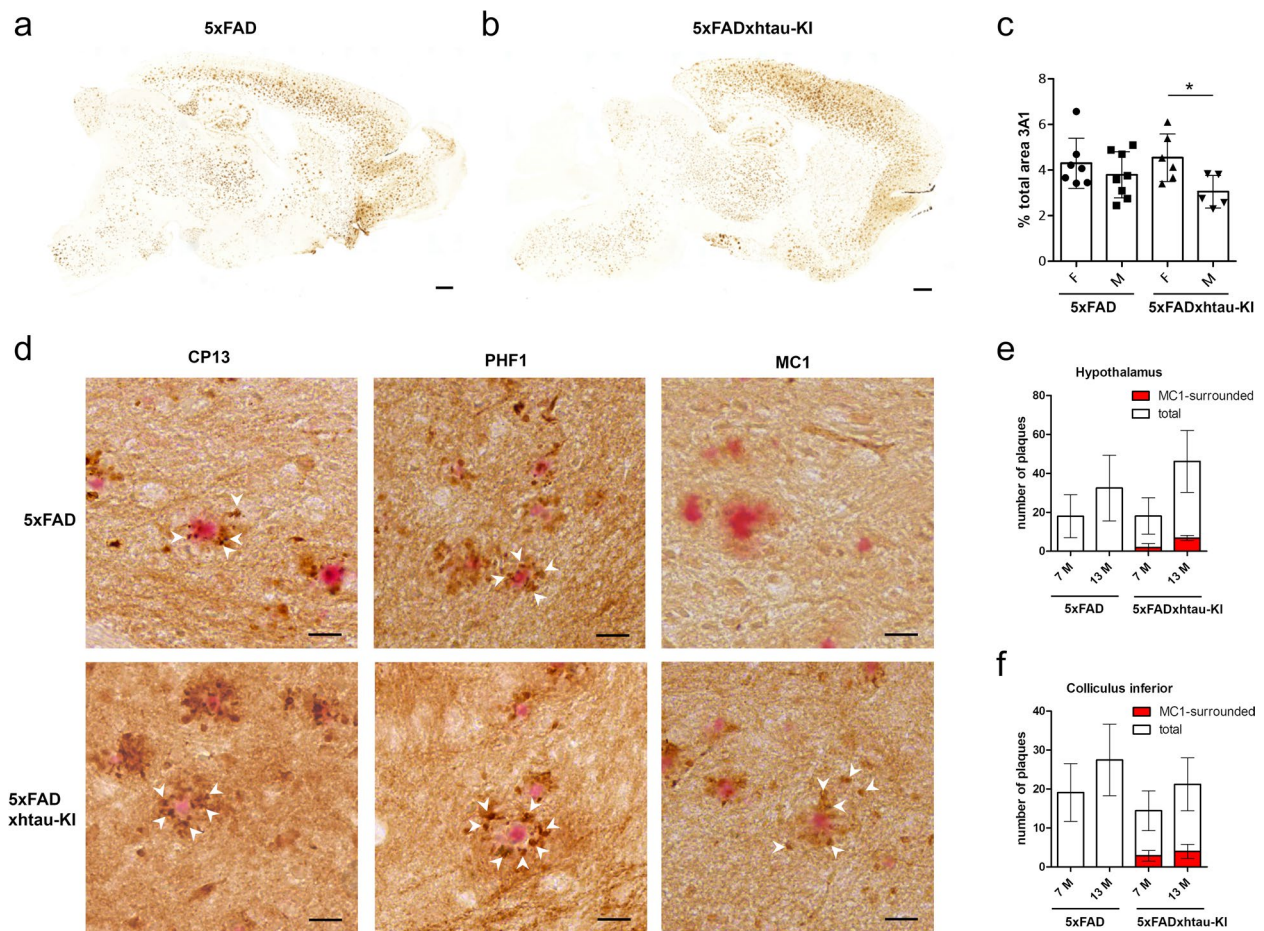 a
5xFAD
b
5xFADxhtau-KI
c
% total area 3A1
8
6
4
2
0
*
F
M
F
M
5xFAD
5xFADxhtau-KI
d
CP13
PHF1
MC1
5xFAD
5xFAD
xhtau-KI
e
Hypothalamus
MC1-surrounded
total
number of plaques
80
60
40
20
0
7 M
13 M
7 M
13 M
5xFAD
5xFADxhtau-KI
f
Colliculus inferior
MC1-surrounded
total
number of plaques
40
30
20
10
0
7 M
13 M
7 M
13 M
5xFAD
5xFADxhtau-KI